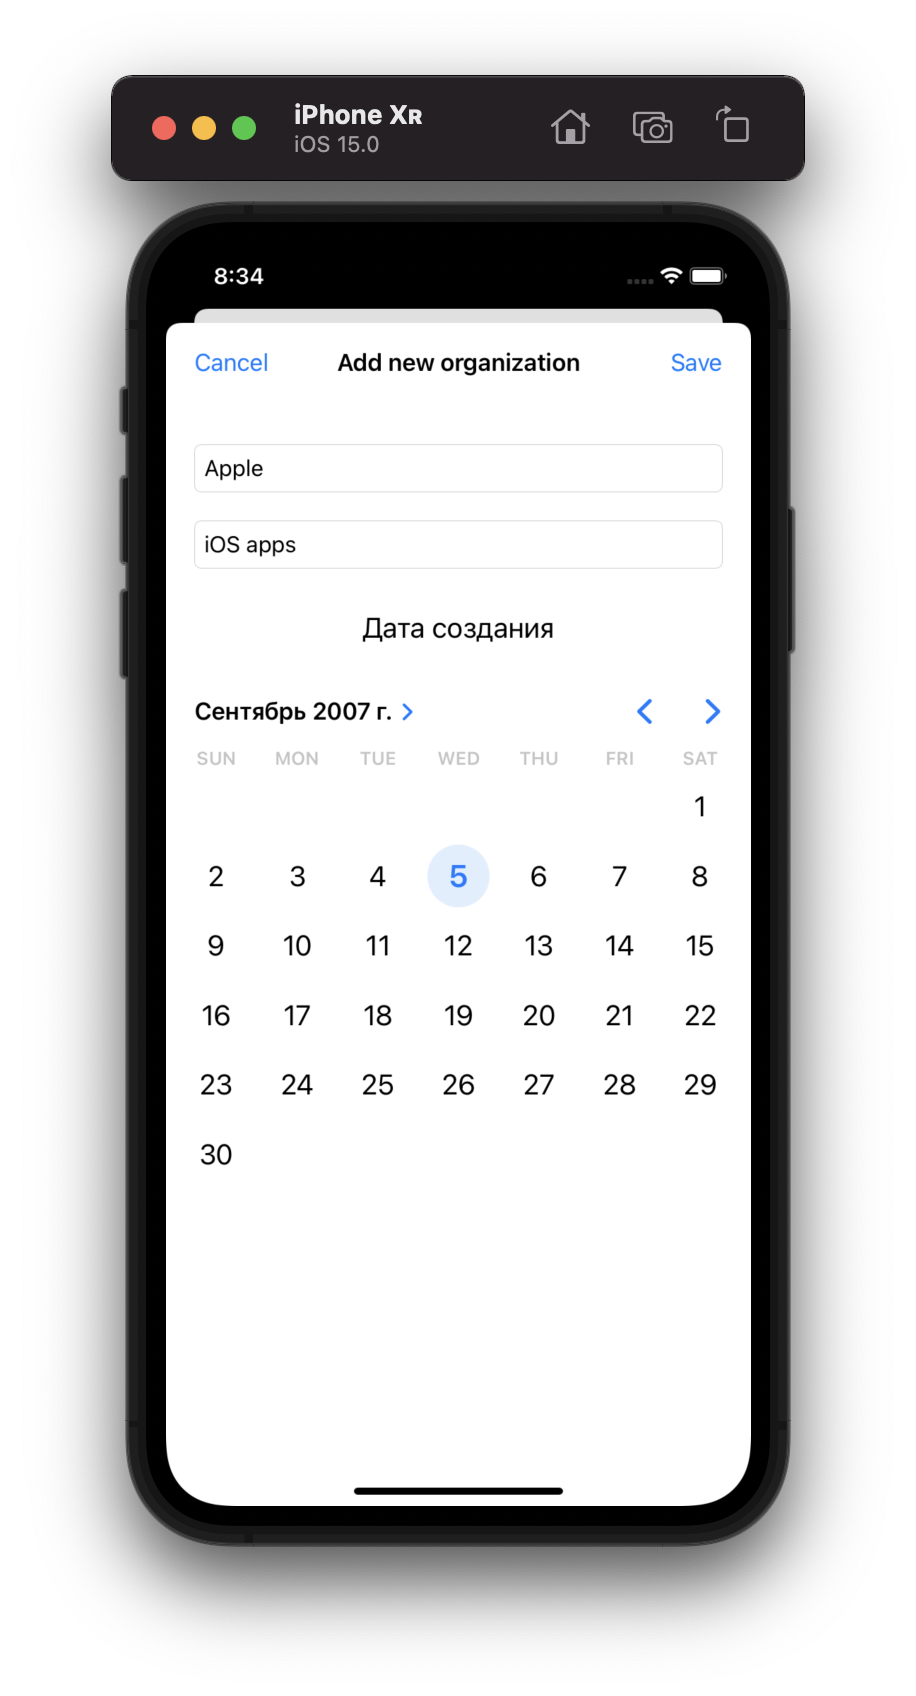 iPhone XR
iOS 15.0
8:34
Cancel Add new organization Save
Apple
iOS apps
Дата создания
Сентябрь 2007 г.
SUN MON TUE WED THU FRI SAT
1
2 3 4 5 6 7 8
9 10 11 12 13 14 15
16 17 18 19 20 21 22
23 24 25 26 27 28 29
30